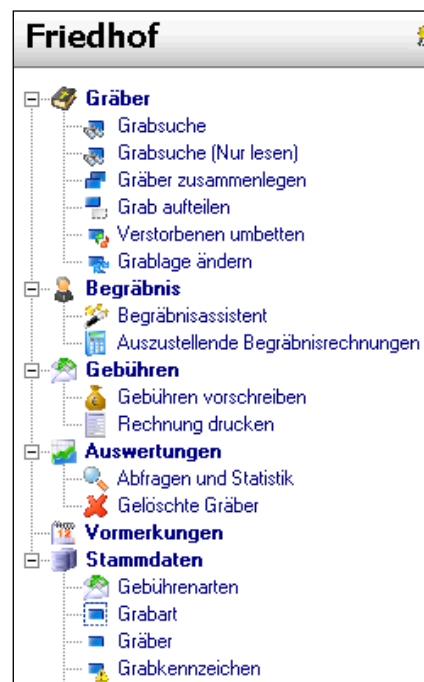 Friedhof
Gräber
Grabsuche
Grabsuche (Nur lesen)
Gräber zusammenlegen
Grab aufteilen
Verstorbenen umbetten
Grablage ändern
Begräbnis
Begräbnisassistent
Auszustellende Begräbnisrechnungen
Gebühren
Gebühren vorschreiben
Rechnung drucken
Auswertungen
Abfragen und Statistik
Gelöschte Gräber
12 Vormerkungen
Stammdaten
Gebührenarten
Grabart
Gräber
Grabkennzeichen